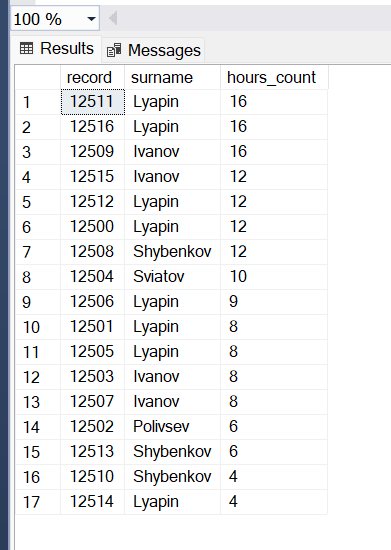 100 %
Results Messages
record surname hours_count
1 12511 Lyapin 16
2 12516 Lyapin 16
3 12509 Ivanov 16
4 12515 Ivanov 12
5 12512 Lyapin 12
6 12500 Lyapin 12
7 12508 Shybenkov 12
8 12504 Sviatov 10
9 12506 Lyapin 9
10 12501 Lyapin 8
11 12505 Lyapin 8
12 12503 Ivanov 8
13 12507 Ivanov 8
14 12502 Polivsev 6
15 12513 Shybenkov 6
16 12510 Shybenkov 4
17 12514 Lyapin 4